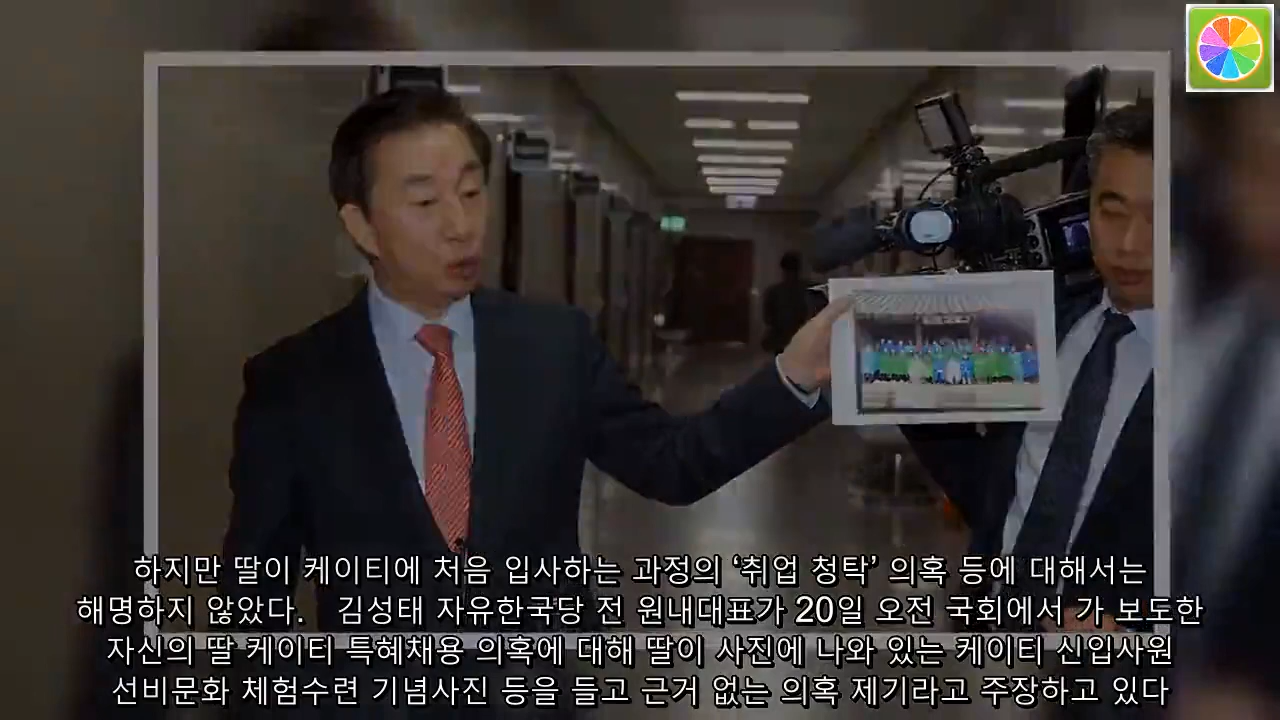 하지만 딸이 케이티에 처음 입사하는 과정의 ‘취업 청탁’ 의혹 등에 대해서는
해명하지 않았다.   김성태 자유한국당 전 원내대표가 20일 오전 국회에서 가 보도한
자신의 딸 케이티 특혜채용 의혹에 대해 딸이 사진에 나와 있는 케이티 신입사원
선비문화 체험수련 기념사진 등을 들고 근거 없는 의혹 제기라고 주장하고 있다